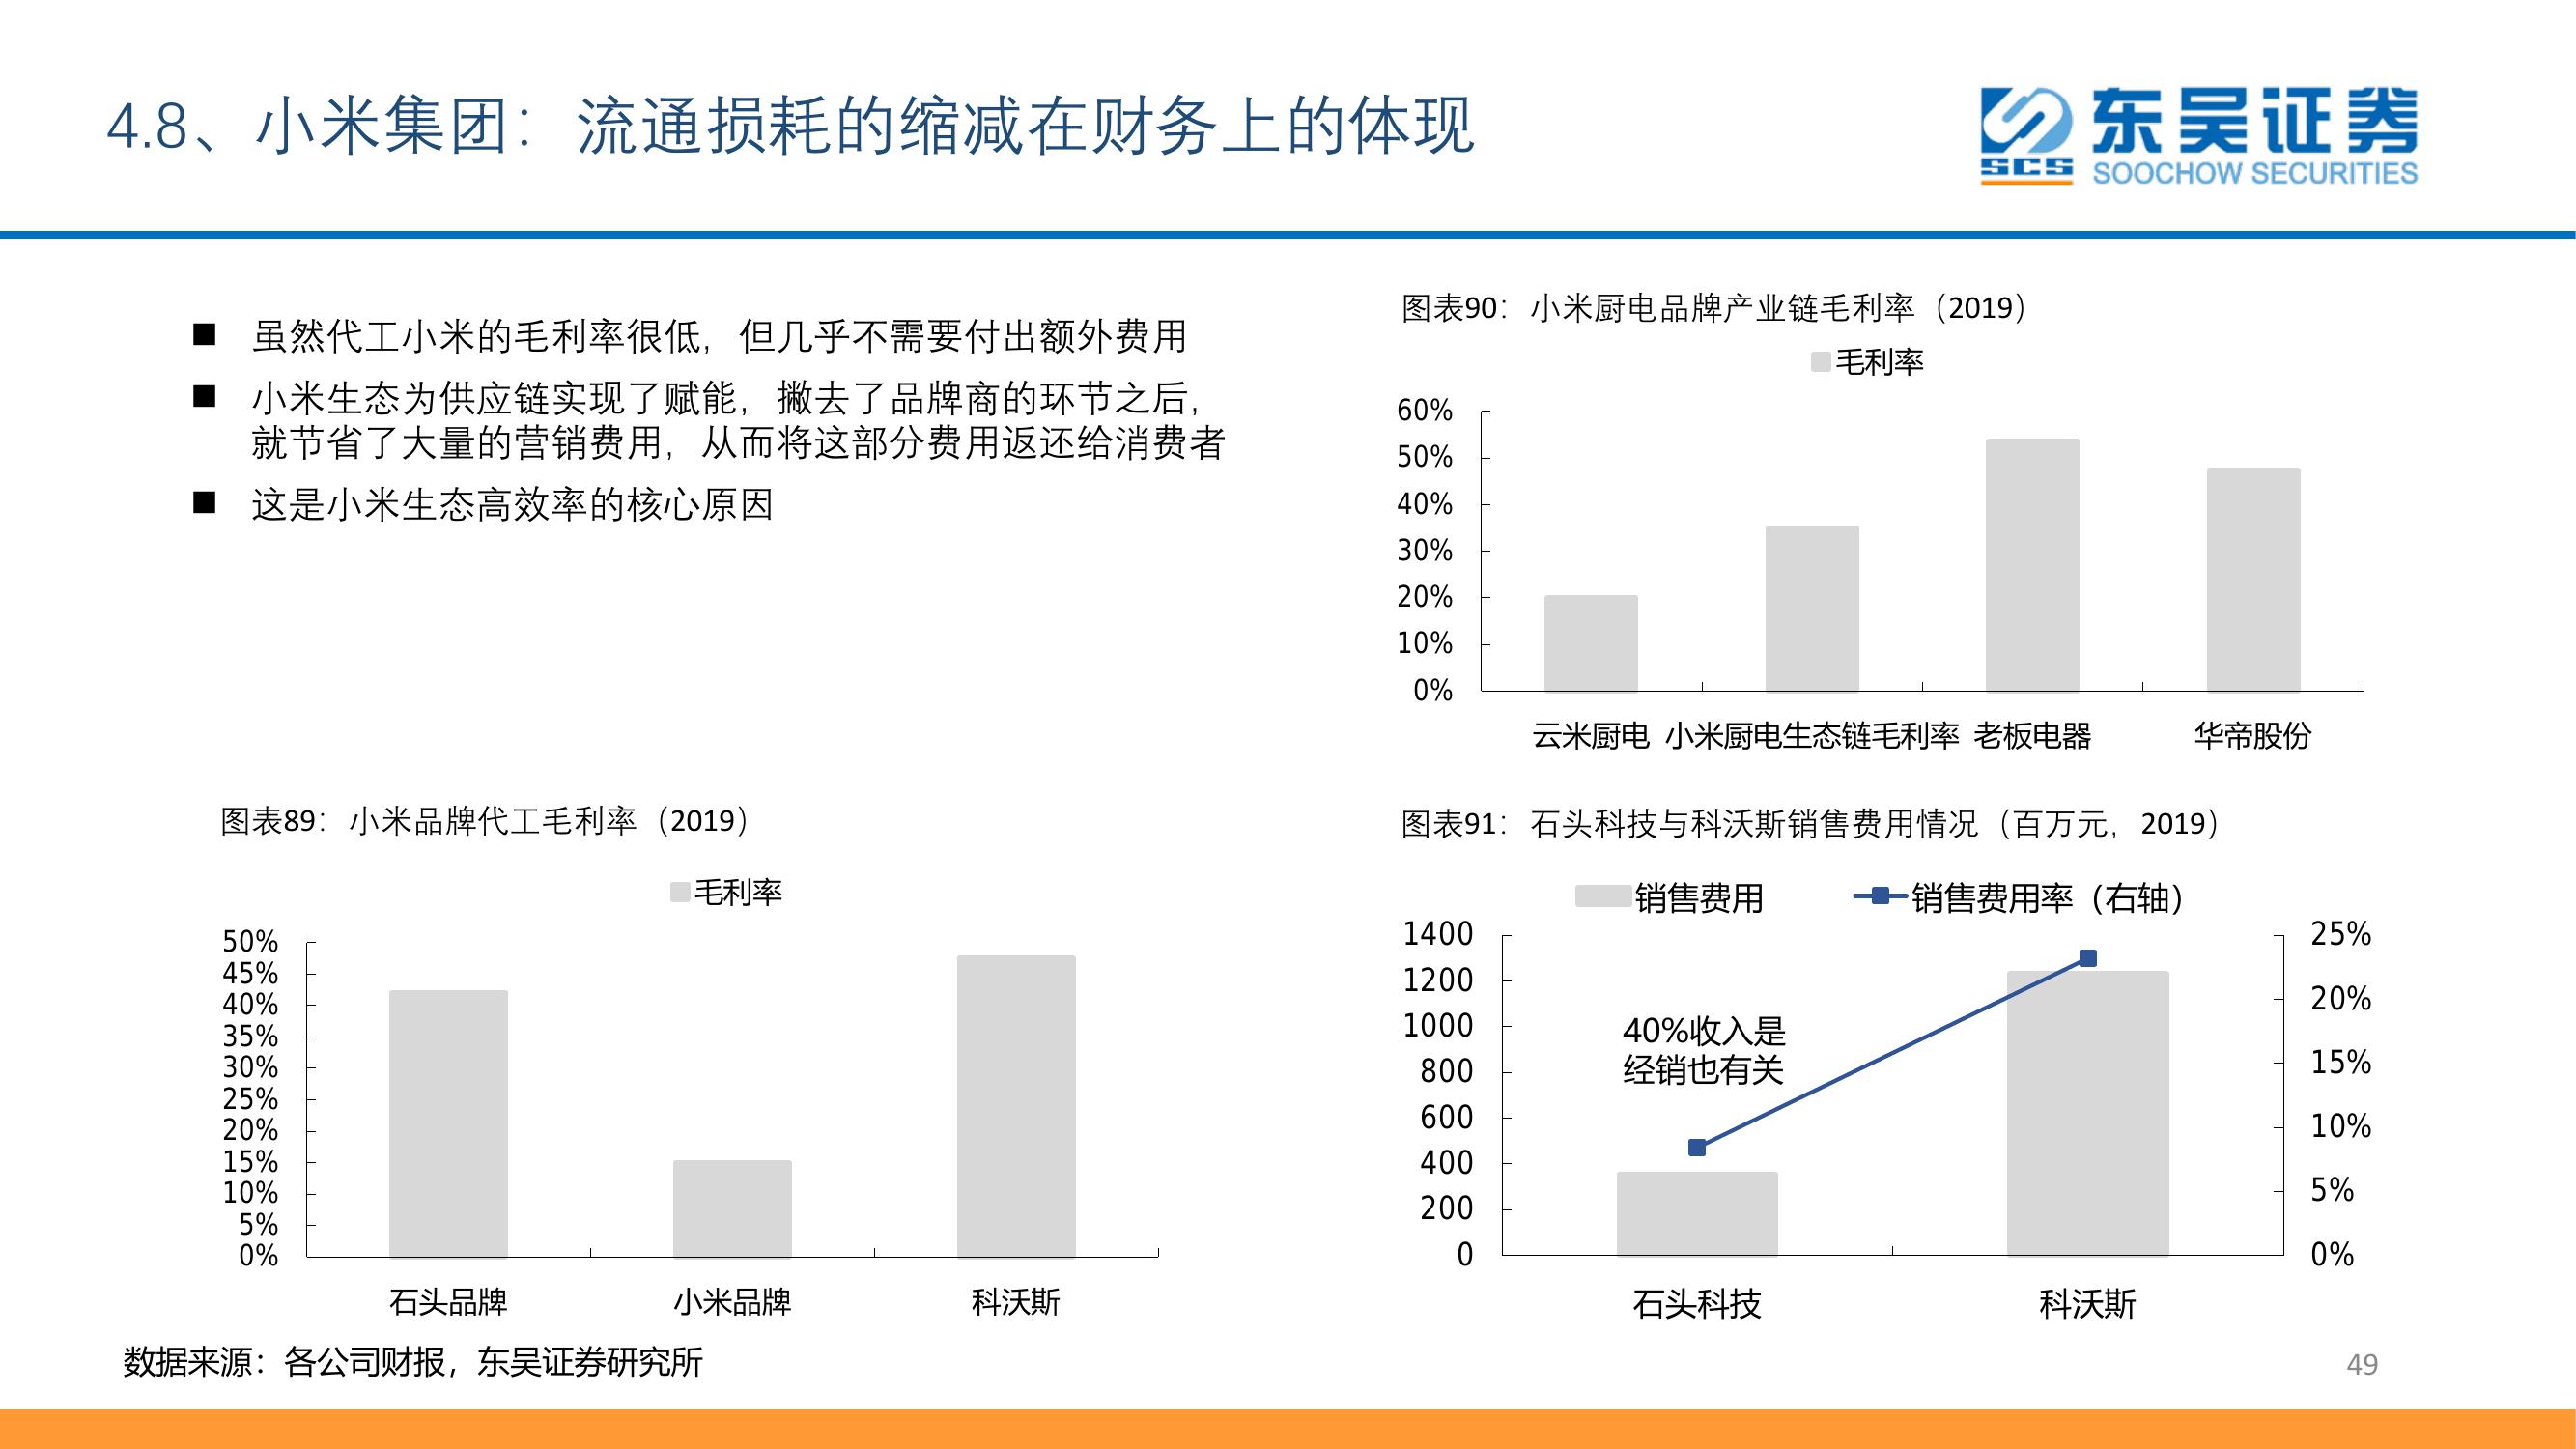 4.8、小米集团：流通损耗的缩减在财务上的体现
SCS
东吴证券
SOOCHOW SECURITIES
■ 虽然代工小米的毛利率很低，但几乎不需要付出额外费用
■ 小米生态为供应链实现了赋能，撇去了品牌商的环节之后，
就节省了大量的营销费用，从而将这部分费用返还给消费者
■ 这是小米生态高效率的核心原因
图表90：小米厨电品牌产业链毛利率（2019）
毛利率
60%
50%
40%
30%
20%
10%
0%
云米厨电 小米厨电生态链毛利率 老板电器 华帝股份
图表89：小米品牌代工毛利率（2019）
毛利率
50%
45%
40%
35%
30%
25%
20%
15%
10%
5%
0%
石头品牌 小米品牌 科沃斯
图表91：石头科技与科沃斯销售费用情况（百万元，2019）
销售费用 销售费用率（右轴）
1400 25%
1200 20%
1000 15%
800 10%
600 5%
400 0%
200
0
40%收入是
经销也有关
石头科技 科沃斯
数据来源：各公司财报，东吴证券研究所
49